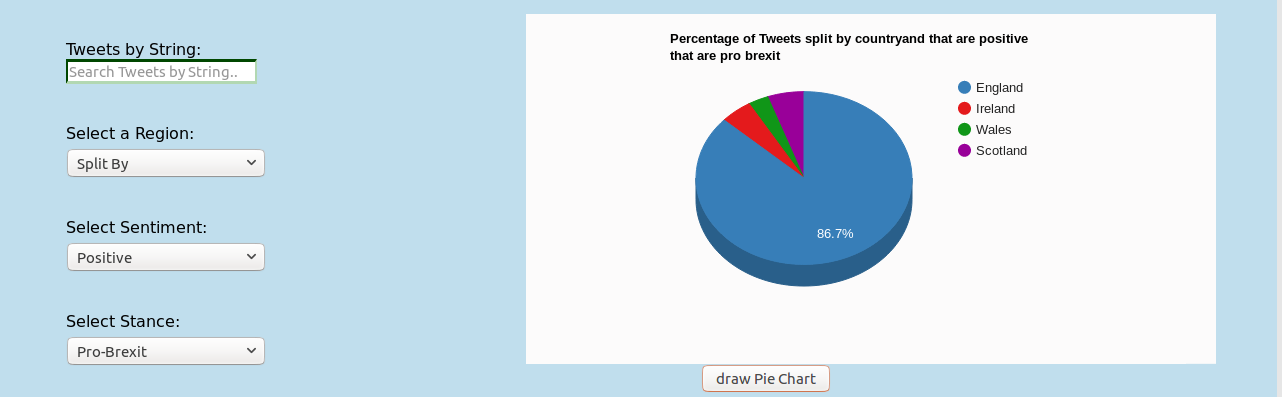 Tweets by String:
Search Tweets by String..
Select a Region:
Split By
Select Sentiment:
Positive
Select Stance:
Pro-Brexit
Percentage of Tweets split by countryand that are positive
that are pro brexit
England
Ireland
Wales
Scotland
86.7%
draw Pie Chart